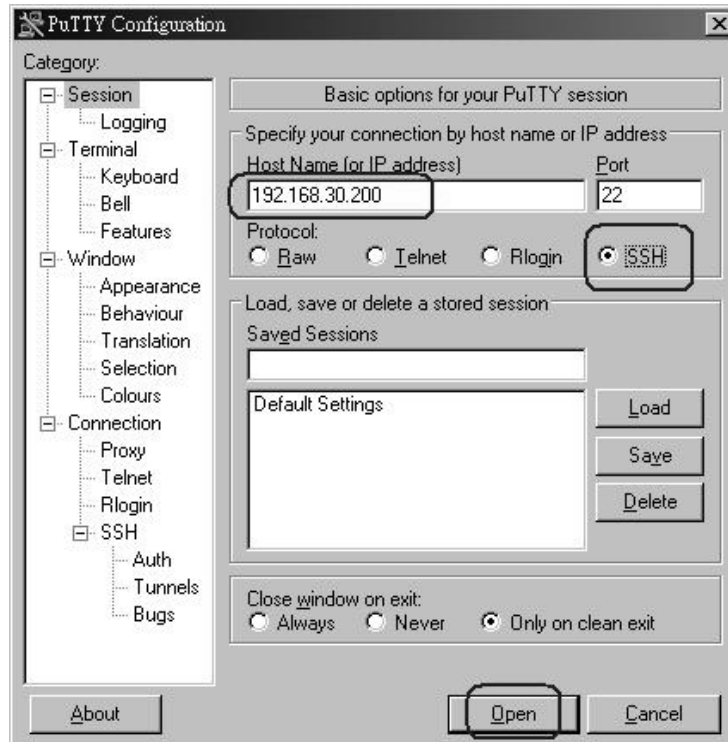 PuTTY Configuration
Category:
Session
Logging
Terminal
Keyboard
Bell
Features
Window
Appearance
Behaviour
Translation
Selection
Colours
Connection
Proxy
Telnet
Rlogin
SSH
Auth
Tunnels
Bugs
Basic options for your PuTTY session
Specify your connection by host name or IP address
Host Name (or IP address) Port
192.168.30.200 22
Protocol:
Raw Telnet Rlogin SSH
Load, save or delete a stored session
Saved Sessions
Default Settings
Load
Save
Delete
Close window on exit:
Always Never Only on clean exit
About Open Cancel